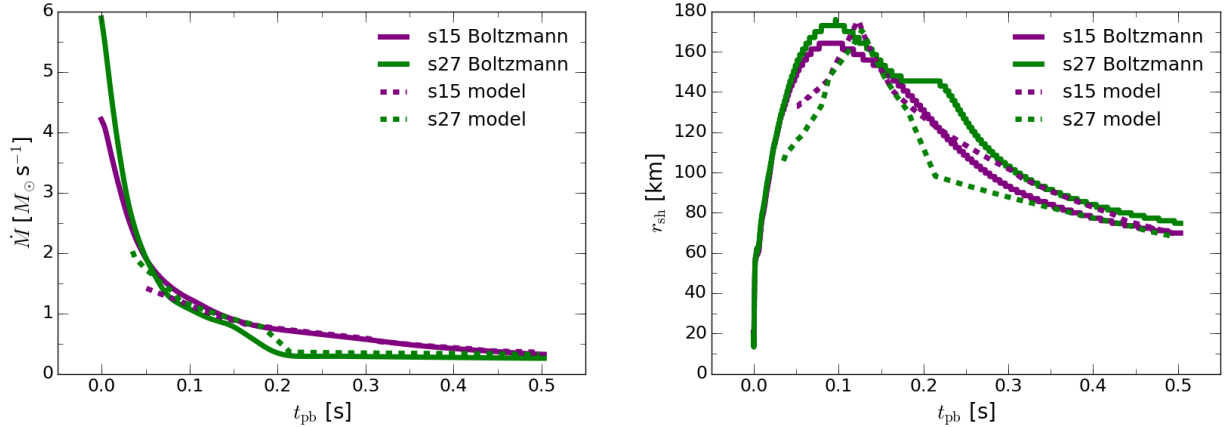 6
5
4
3
2
1
0
Ṁ [M⊙ s⁻¹]
0.0 0.1 0.2 0.3 0.4 0.5
t_pb [s]
s15 Boltzmann
s27 Boltzmann
s15 model
s27 model
180
160
140
120
100
80
60
40
20
0
r_sh [km]
0.0 0.1 0.2 0.3 0.4 0.5
t_pb [s]
s15 Boltzmann
s27 Boltzmann
s15 model
s27 model